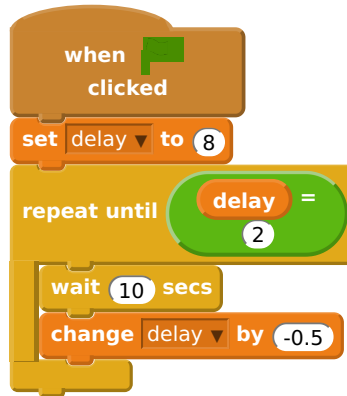 when
clicked
set delay ▾ to 8
repeat until delay =
2
wait 10 secs
change delay ▾ by -0.5